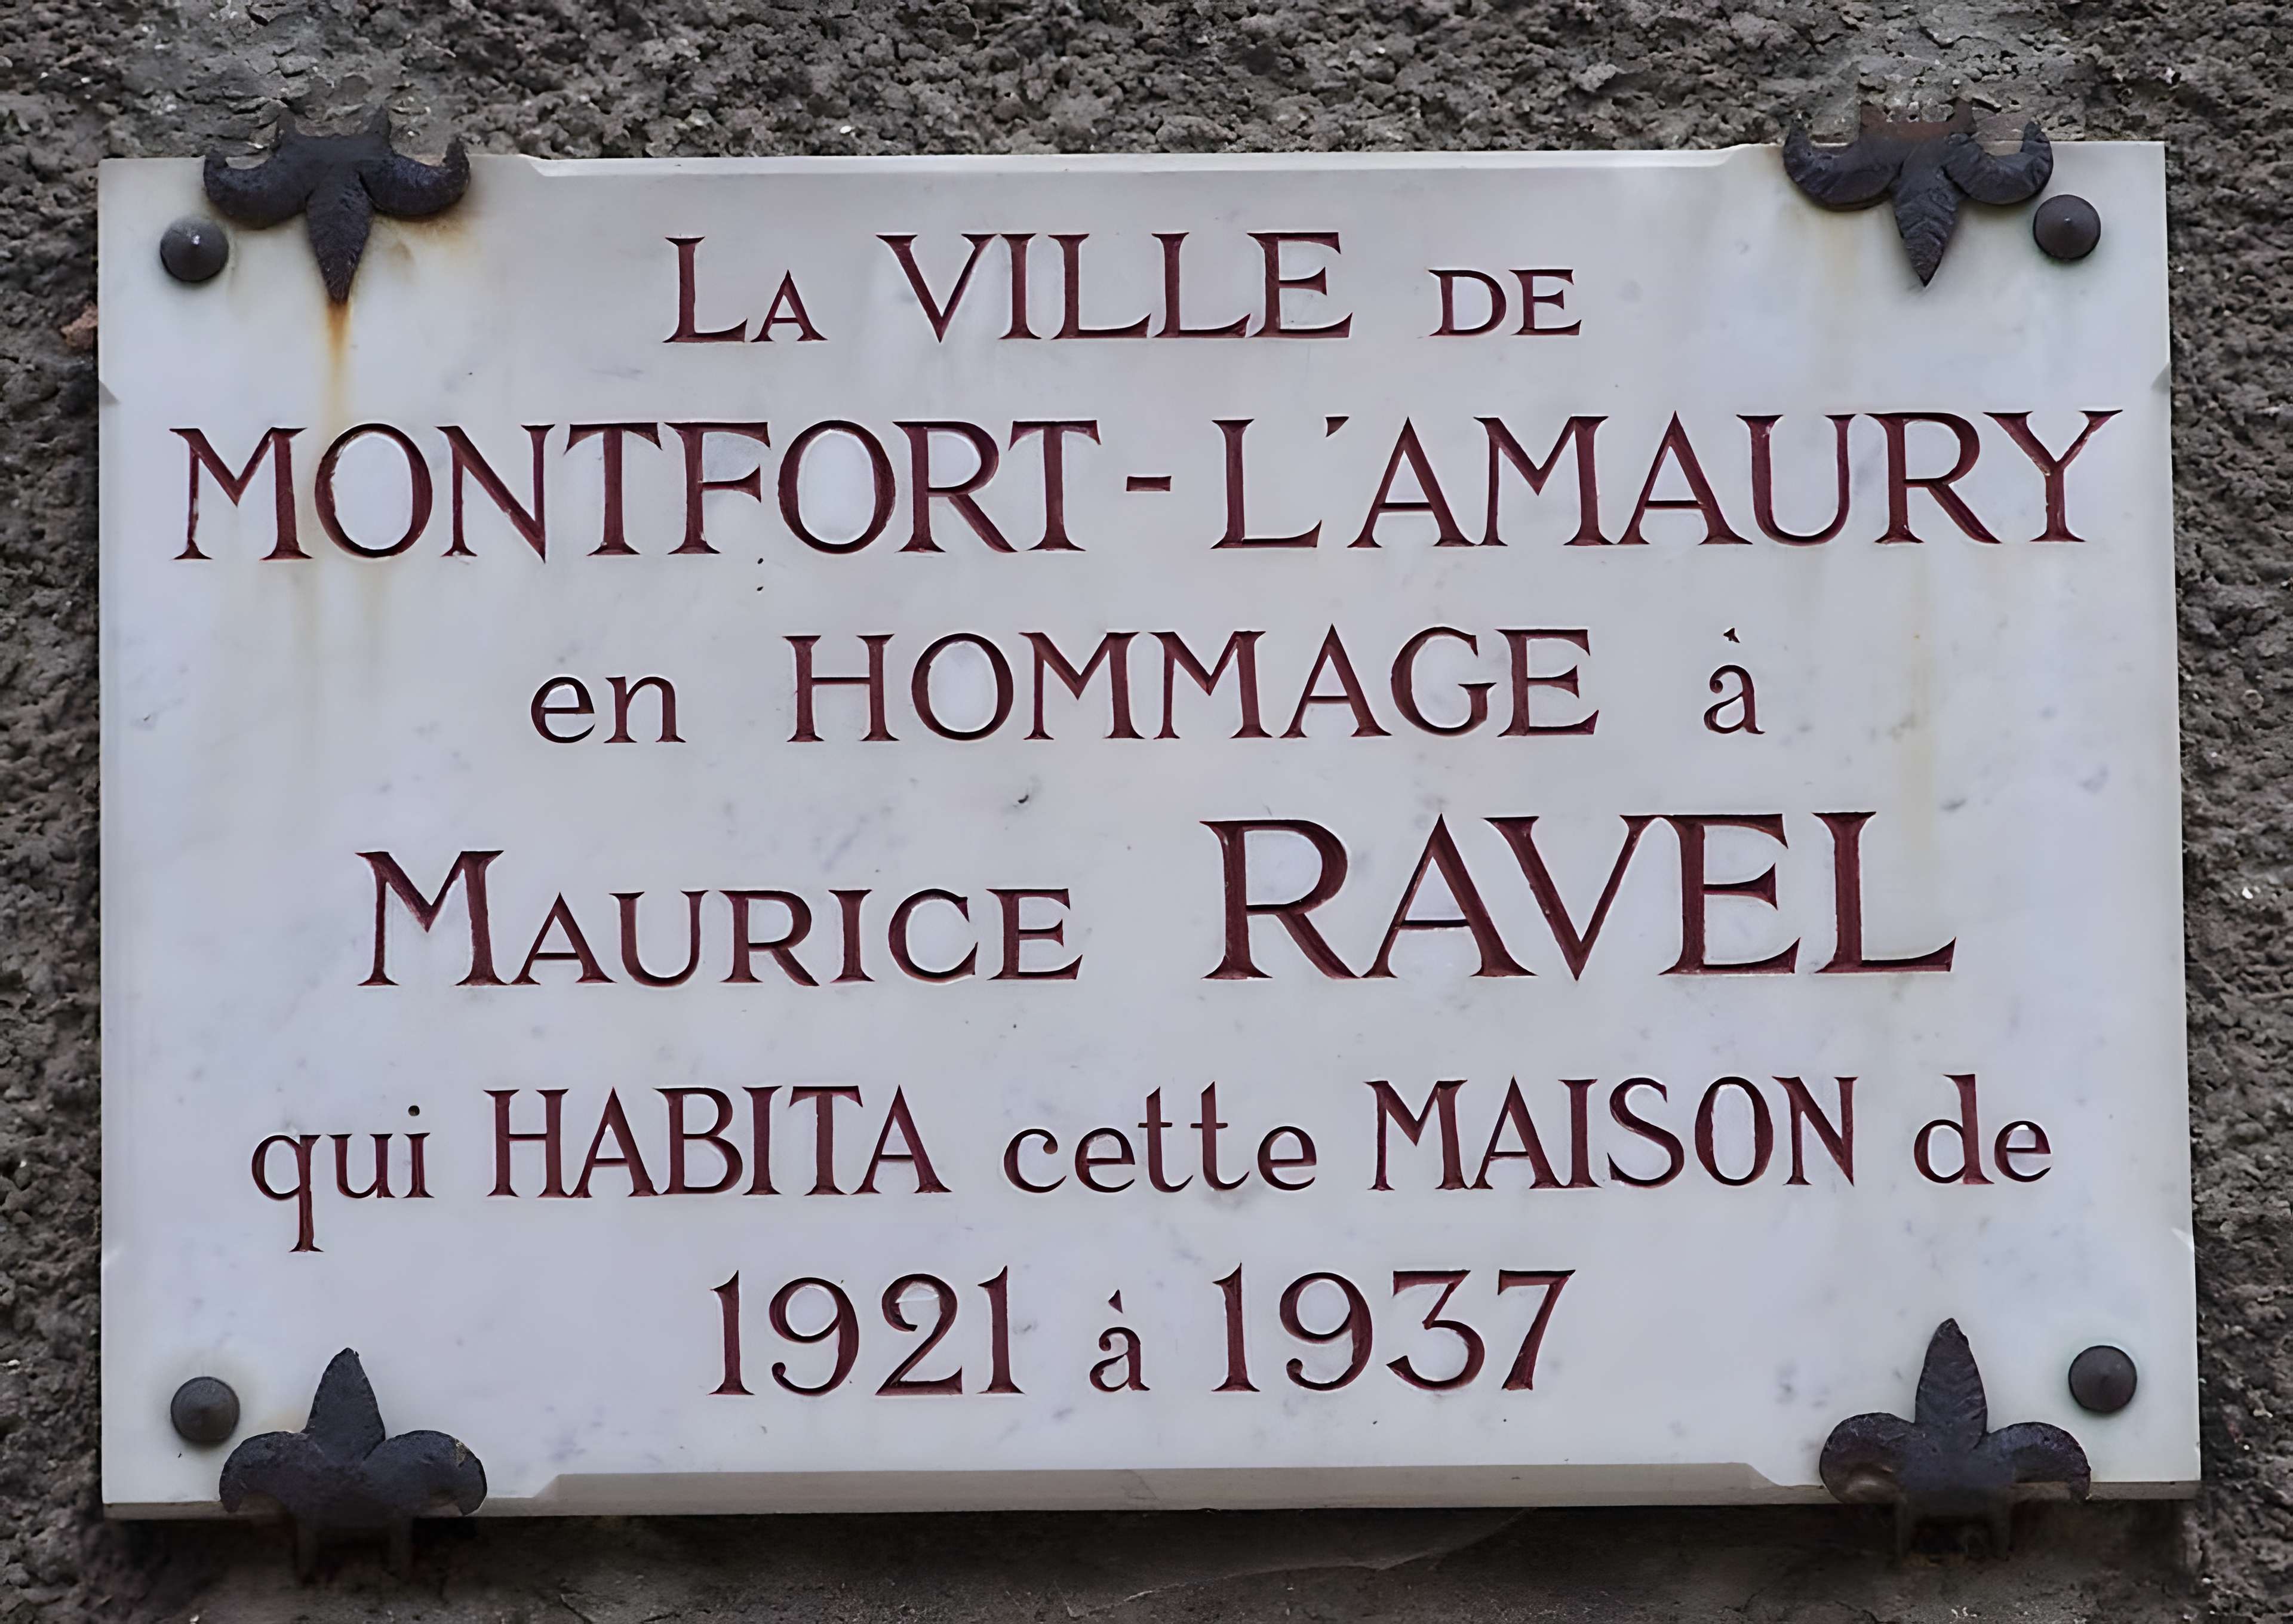 LA VILLE DE
MONTFORT - L'AMAURY
en HOMMAGE à
MAURICE RAVEL
qui HABITA cette MAISON de
1921 à 1937